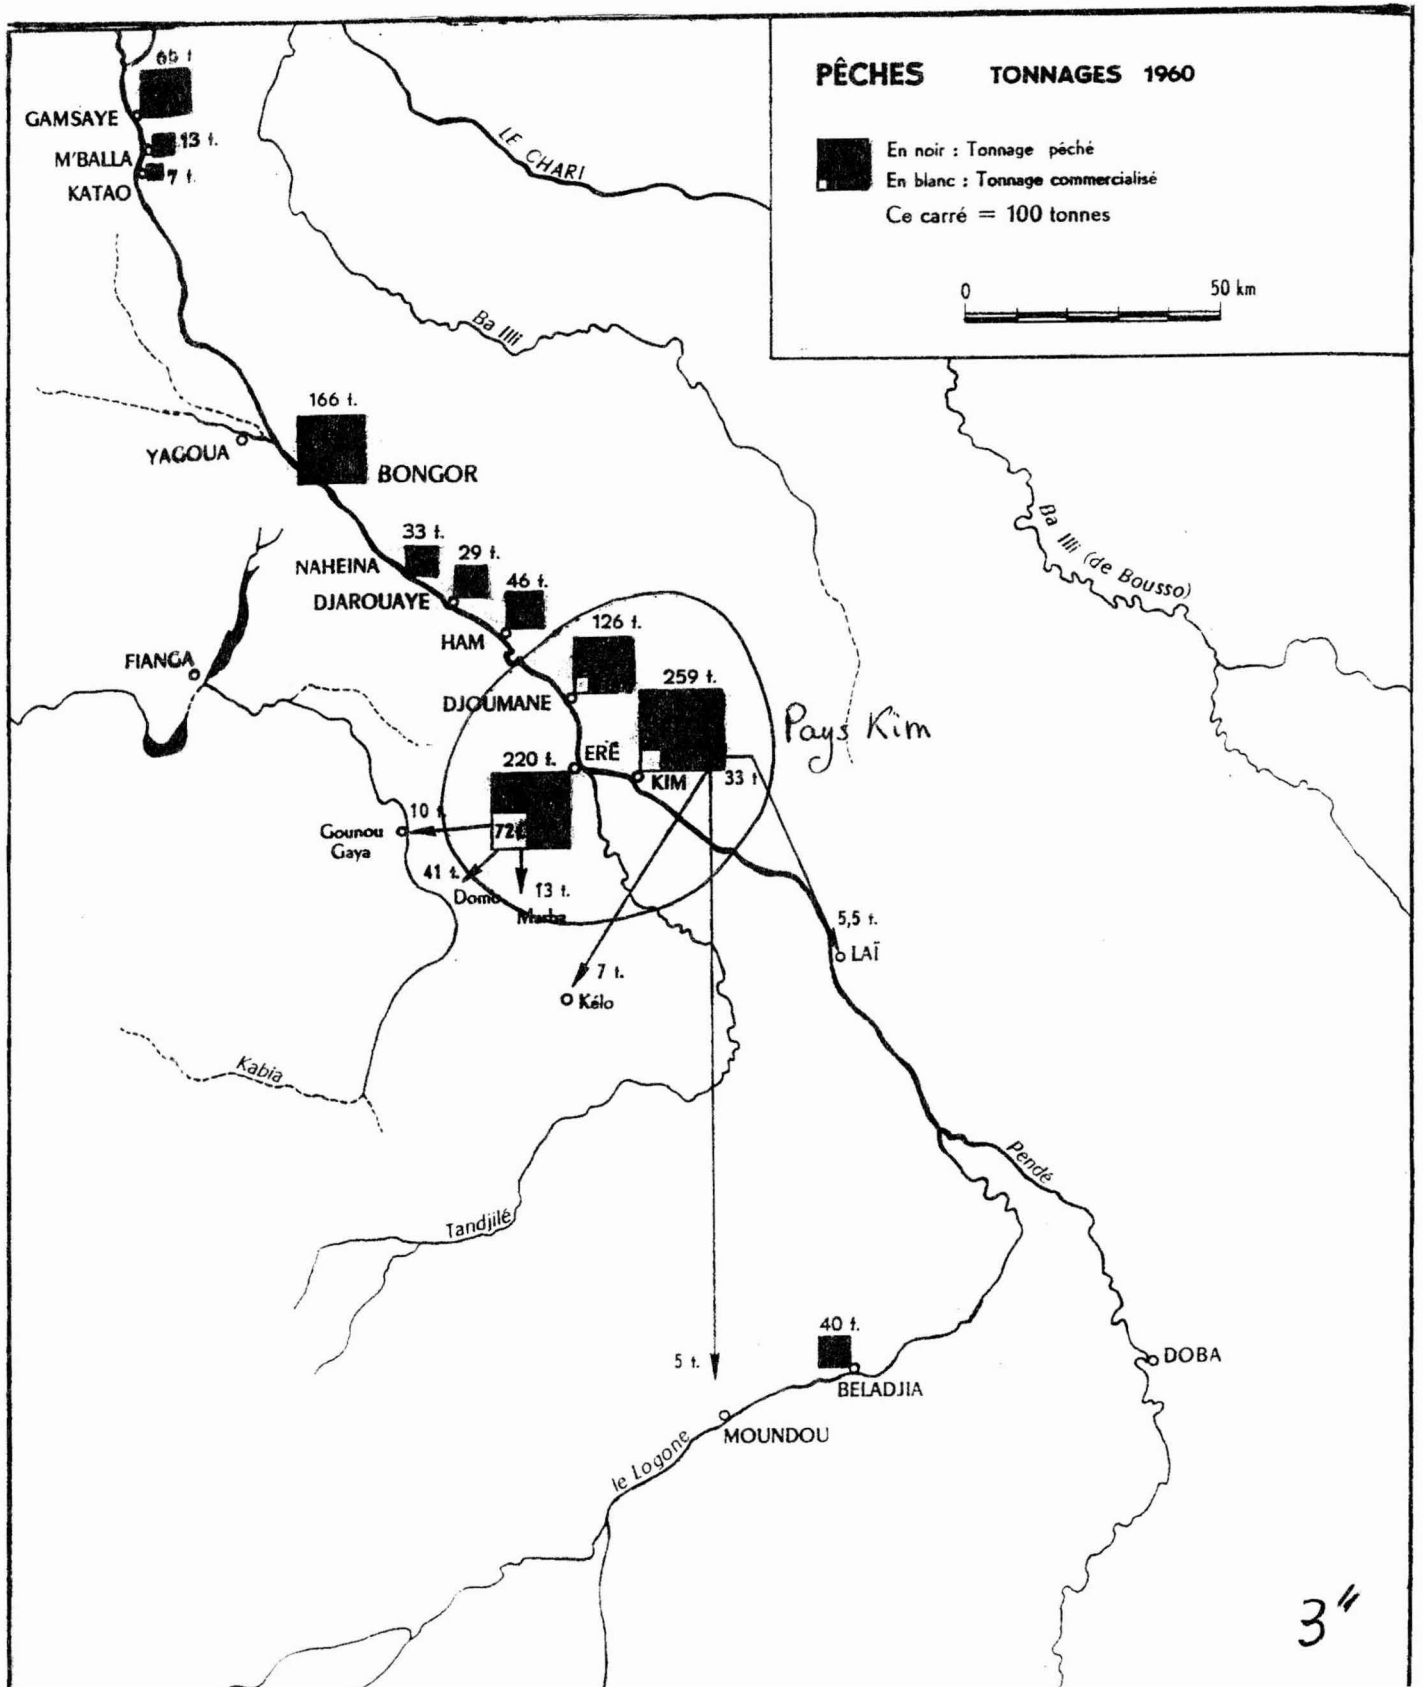 PÊCHES TONNAGES 1960
En noir : Tonnage pêché
En blanc : Tonnage commercialisé
Ce carré = 100 tonnes
0 50 km
GAMSAYE
13 t.
M'BALLA
7 t.
KATAO
LE CHARI
Ba Illi
166 t.
YAGOUA
BONGOR
Ba Illi (de Bousso)
33 t.
NAHEINA
29 t.
DJAROUAYE
46 t.
HAM
126 t.
FIANGA
259 t.
DJOUMANE
Pays Kim
ERÉ
220 t.
KIM
33 t
10 t.
Gounou
Gaya
72t
41 t.
13 t.
Domo
Marba
5,5 t.
LAÏ
7 t.
Kélo
Kabia
Pendé
Tandjilé
40 t.
5 t.
DOBA
BELADJIA
MOUNDOU
le Logone
3"